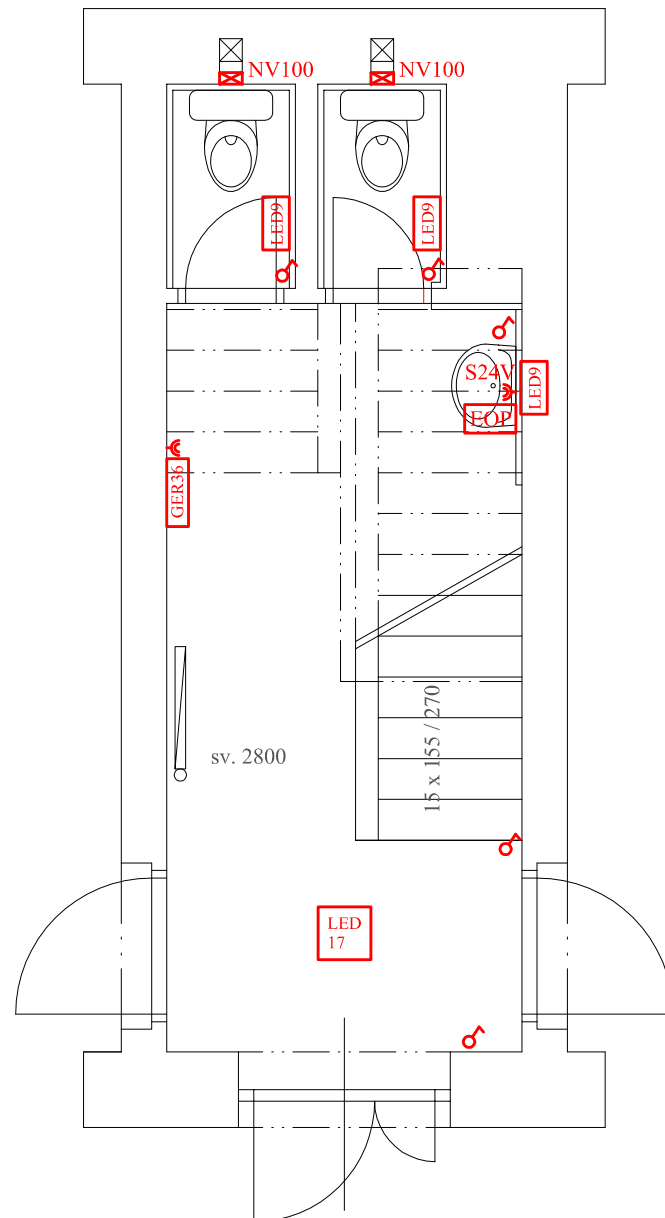 NV100
NV100
LED9
LED9
S24V
LED9
EOP
GER36
sv. 2800
15 x 155 / 270
LED
17